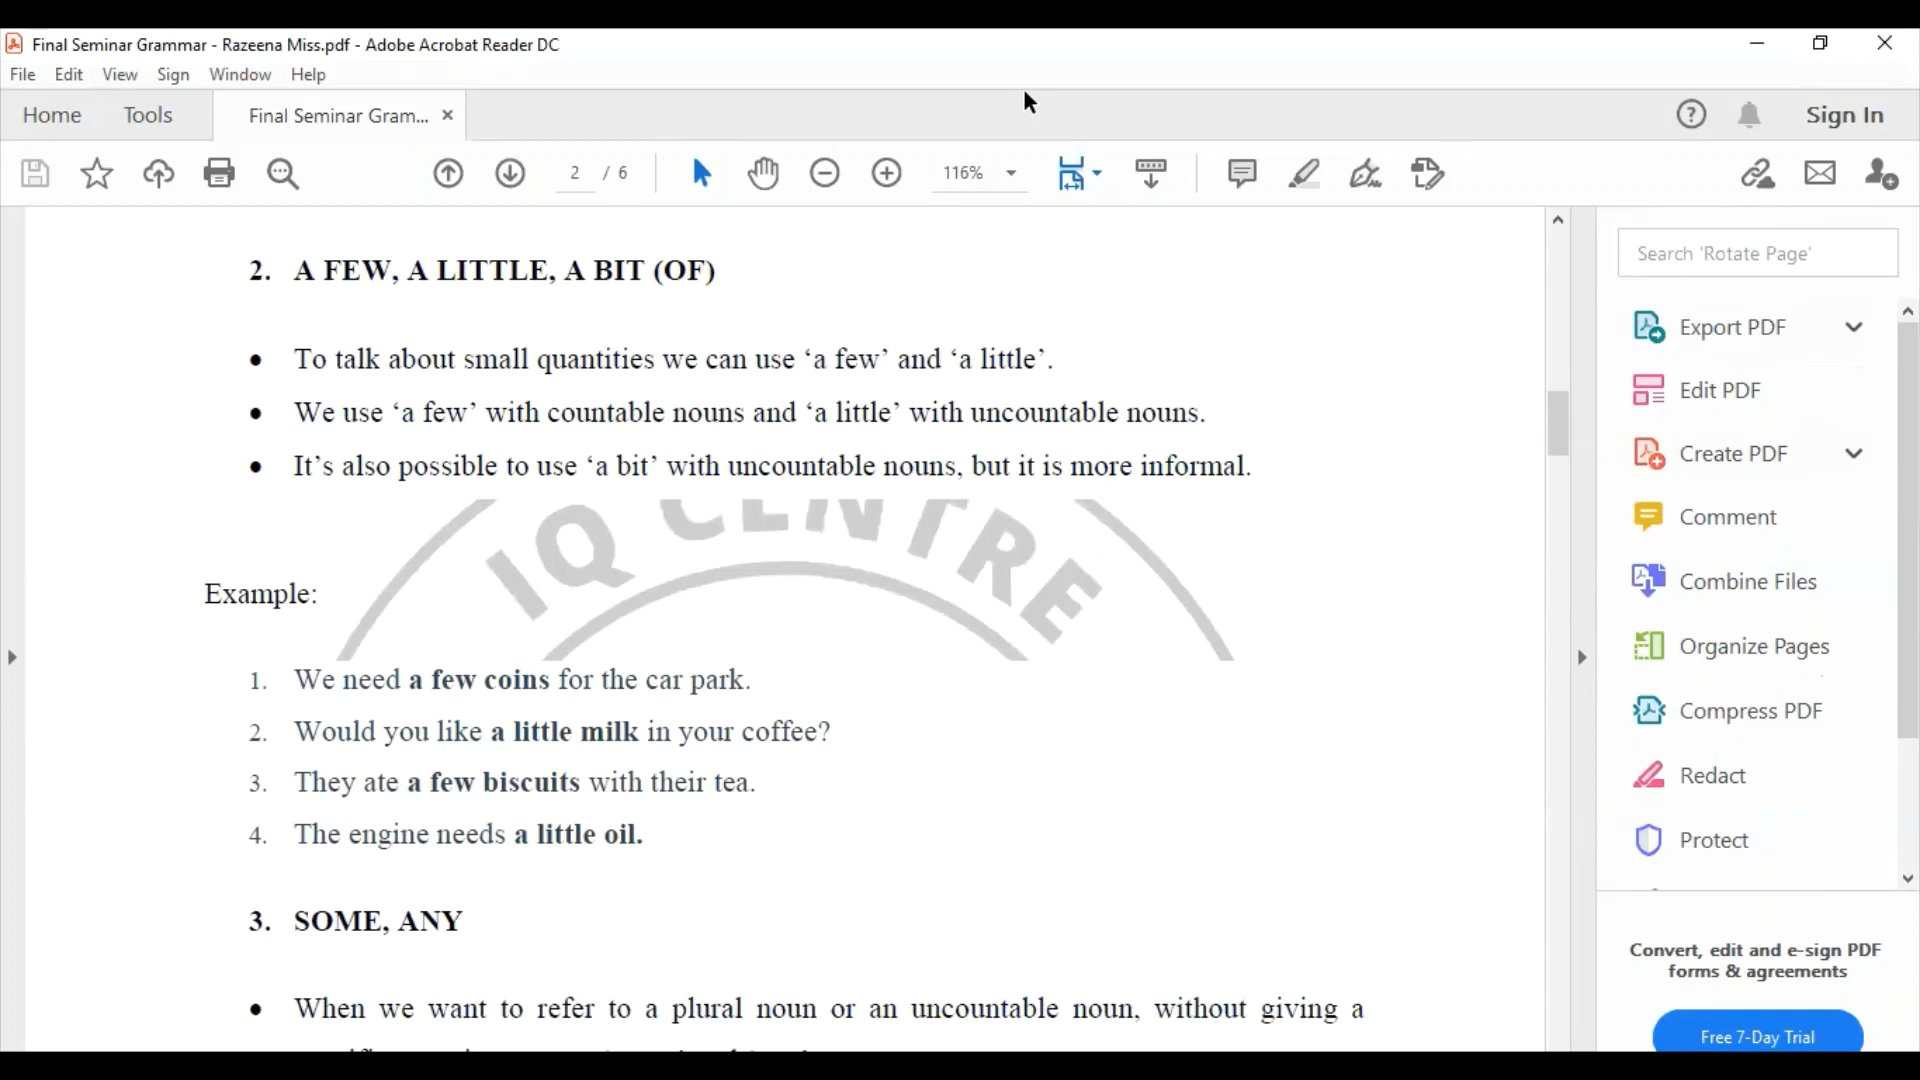 Final Seminar Grammar - Razeena Miss.pdf - Adobe Acrobat Reader DC
File Edit View Sign Window Help
Home Tools Final Seminar Gram... × Sign In
2 / 6 116%
2. A FEW, A LITTLE, A BIT (OF)
• To talk about small quantities we can use ‘a few’ and ‘a little’.
• We use ‘a few’ with countable nouns and ‘a little’ with uncountable nouns.
• It’s also possible to use ‘a bit’ with uncountable nouns, but it is more informal.
IQ CENTRE
Example:
1. We need a few coins for the car park.
2. Would you like a little milk in your coffee?
3. They ate a few biscuits with their tea.
4. The engine needs a little oil.
3. SOME, ANY
• When we want to refer to a plural noun or an uncountable noun, without giving a
Search 'Rotate Page'
Export PDF
Edit PDF
Create PDF
Comment
Combine Files
Organize Pages
Compress PDF
Redact
Protect
Convert, edit and e-sign PDF
forms & agreements
Free 7-Day Trial